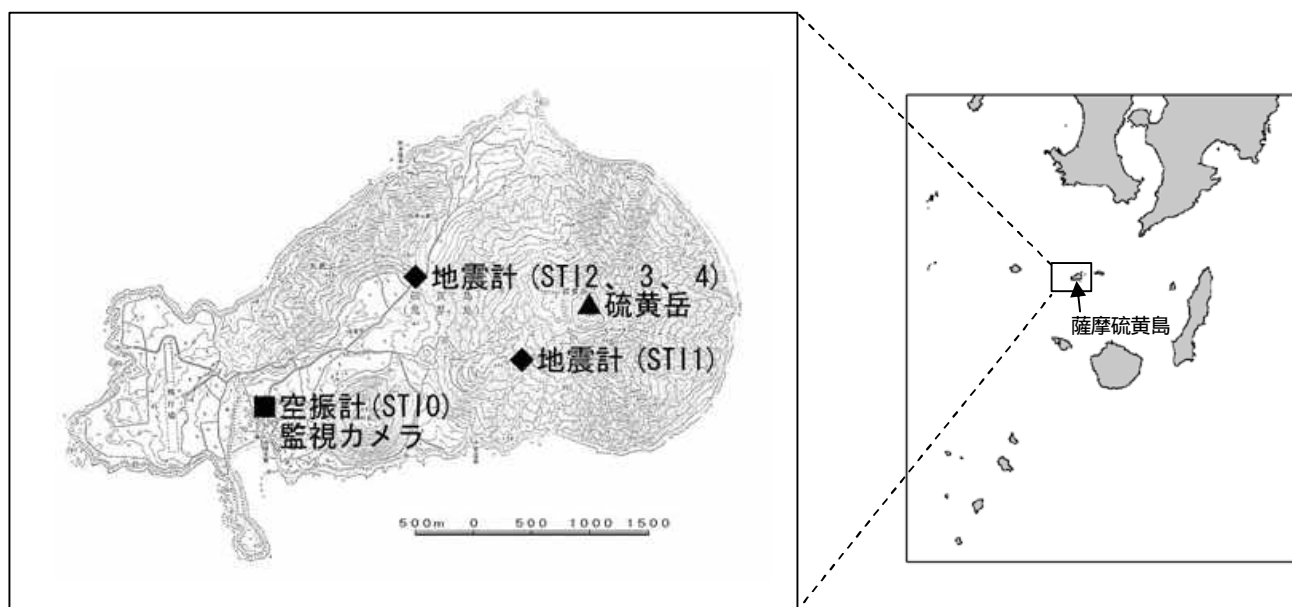 地震計(STI2、3、4)
硫黄岳
地震計(STI1)
空振計(STI0)
監視カメラ
500m 0 500 1000 1500
薩摩硫黄島